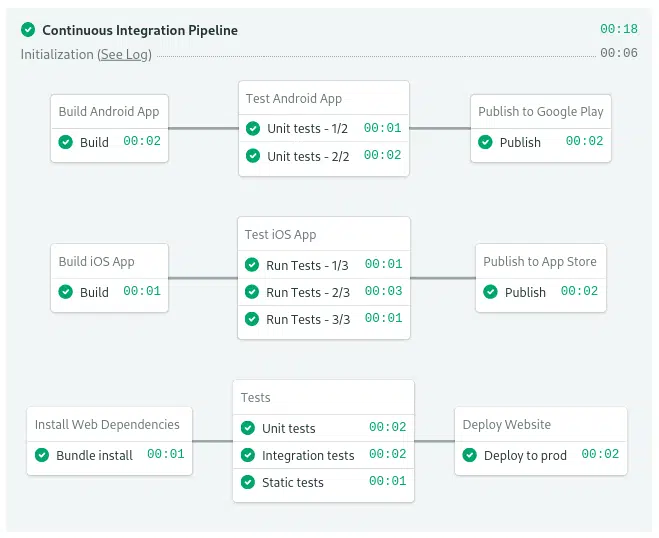 Continuous Integration Pipeline 00:18
Initialization (See Log) 00:06
Build Android App
Build 00:02
Test Android App
Unit tests - 1/2 00:01
Unit tests - 2/2 00:02
Publish to Google Play
Publish 00:02
Build iOS App
Build 00:01
Test iOS App
Run Tests - 1/3 00:01
Run Tests - 2/3 00:03
Run Tests - 3/3 00:01
Publish to App Store
Publish 00:02
Install Web Dependencies
Bundle install 00:01
Tests
Unit tests 00:02
Integration tests 00:02
Static tests 00:01
Deploy Website
Deploy to prod 00:02